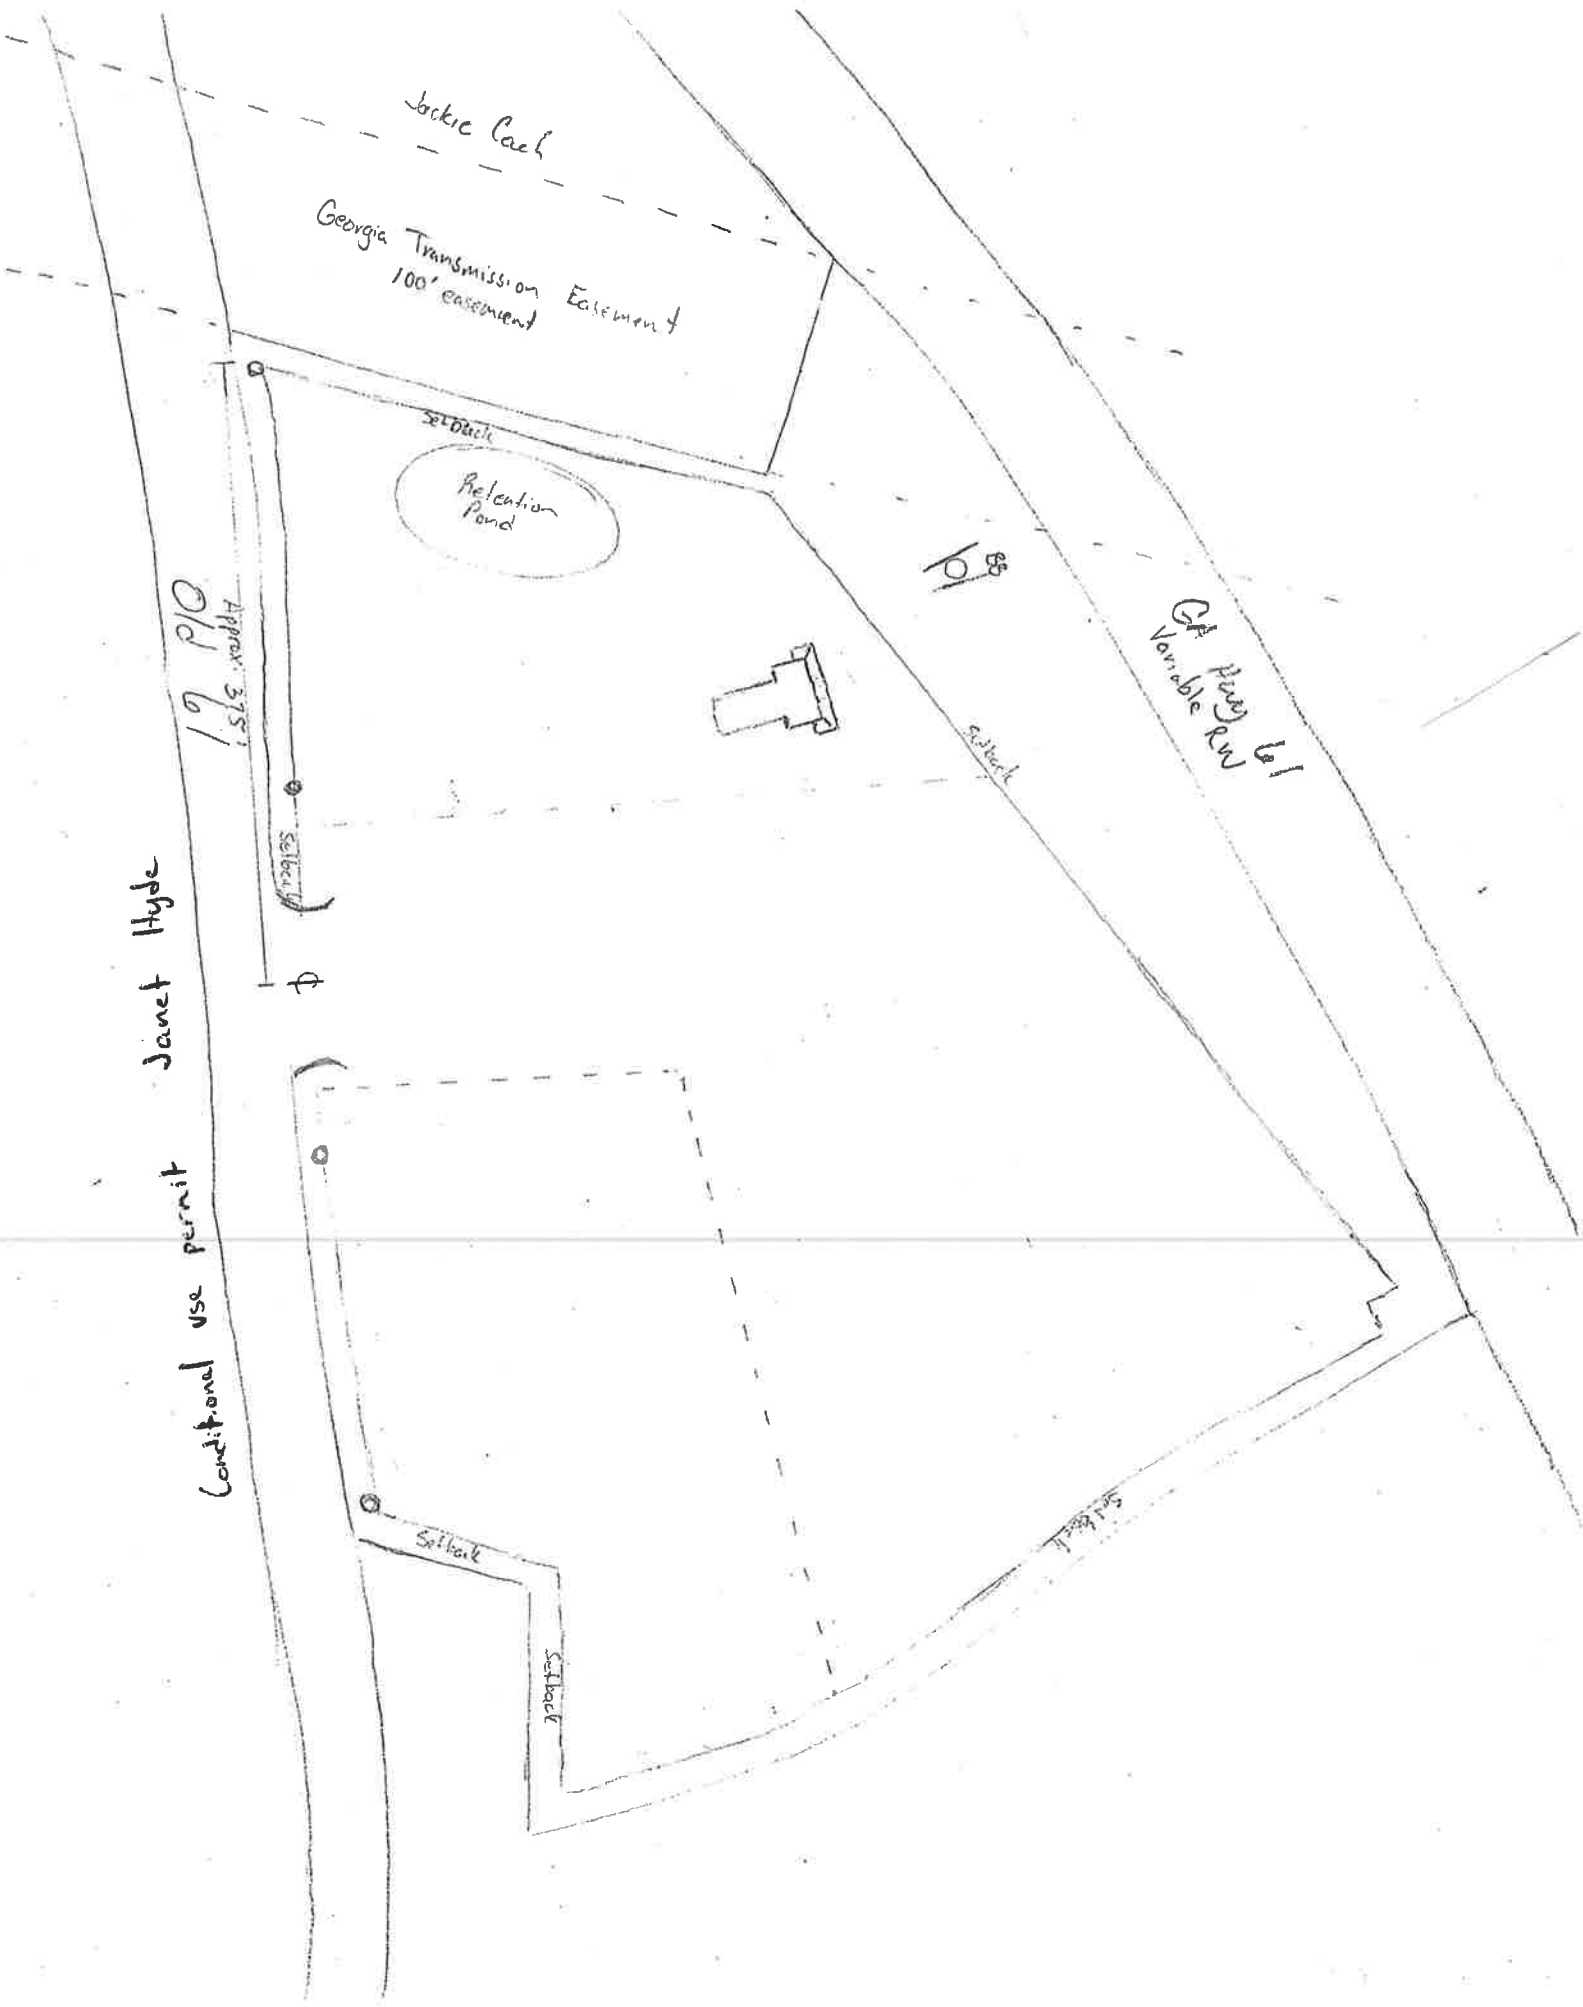 Jackie
Georgia Transmission Easement
100' easement
Setback
Retention
Pond
Old 61
Approx. 375'
GA Hwy 61
Variable RW
Setback
Setback
Janet Hyde
Conditional use permit
Setback
Setback
Setback